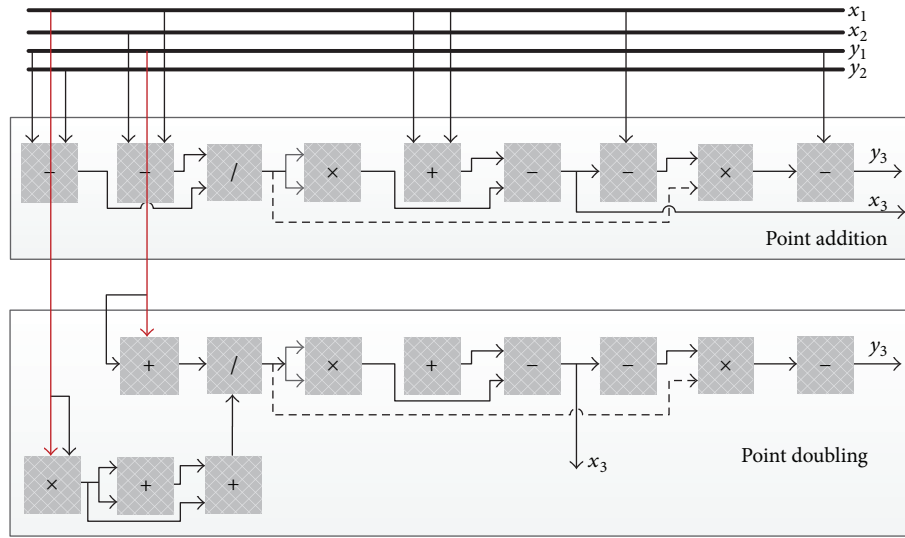 x₁
x₂
y₁
y₂
− − / × + − − × −
y₃
x₃
Point addition
+ / × + − − × −
y₃
x₃
Point doubling
× + +